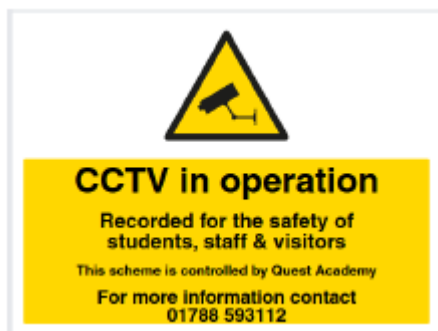 CCTV in operation
Recorded for the safety of
students, staff & visitors
This scheme is controlled by Quest Academy
For more information contact
01788 593112